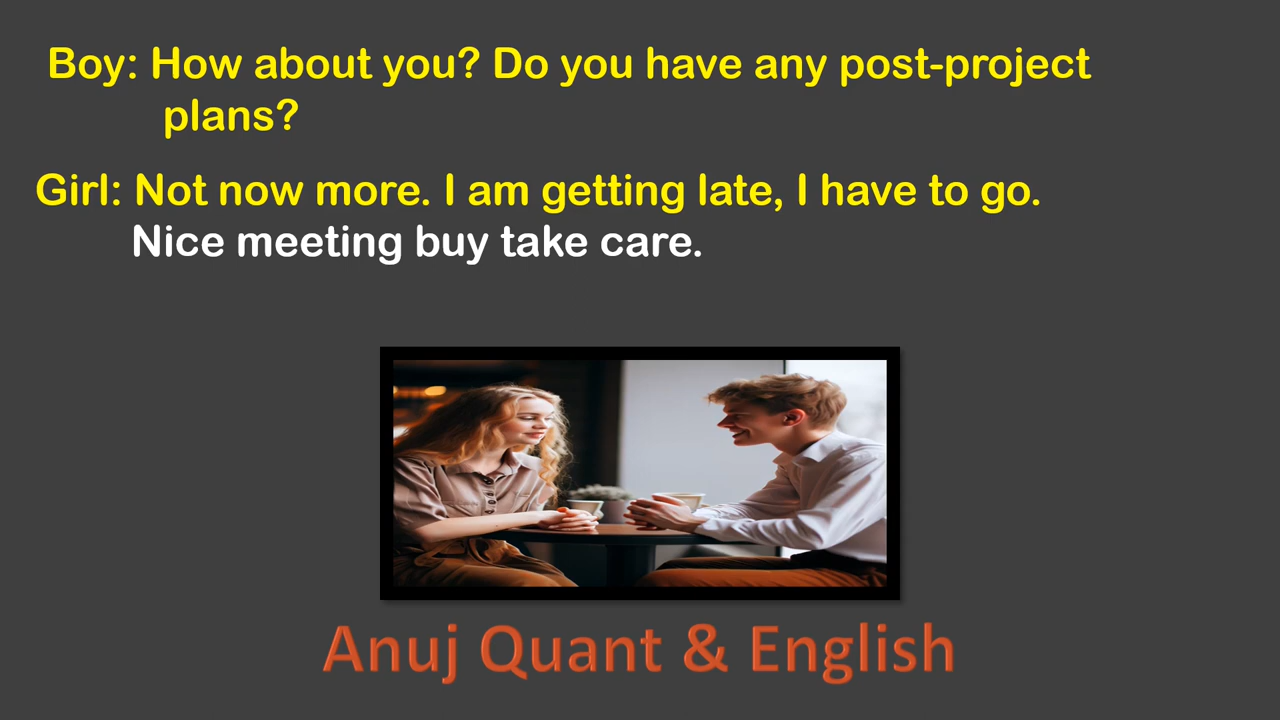 Boy: How about you? Do you have any post-project
plans?
Girl: Not now more. I am getting late, I have to go.
Nice meeting buy take care.
Anuj Quant & English